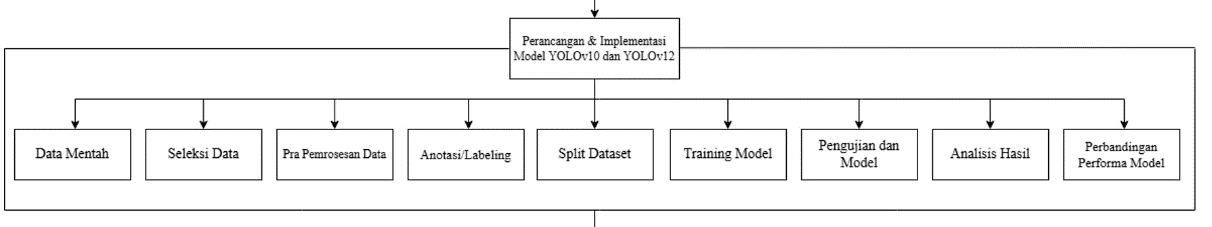 Perancangan & Implementasi
Model YOLOv10 dan YOLOv12
Data Mentah
Seleksi Data
Pra Pemrosesan Data
Anotasi/Labeling
Split Dataset
Training Model
Pengujian dan
Model
Analisis Hasil
Perbandingan
Performa Model